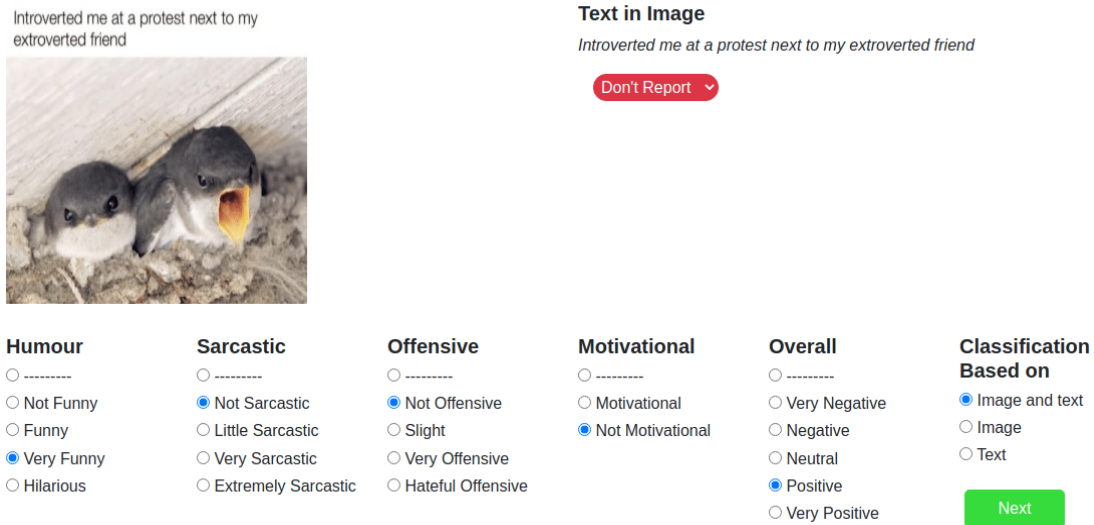 Introverted me at a protest next to my
extroverted friend
Text in Image
Introverted me at a protest next to my extroverted friend
Don't Report
Humour
---------
Not Funny
Funny
Very Funny
Hilarious
Sarcastic
---------
Not Sarcastic
Little Sarcastic
Very Sarcastic
Extremely Sarcastic
Offensive
---------
Not Offensive
Slight
Very Offensive
Hateful Offensive
Motivational
---------
Motivational
Not Motivational
Overall
---------
Very Negative
Negative
Neutral
Positive
Very Positive
Classification
Based on
Image and text
Image
Text
Next